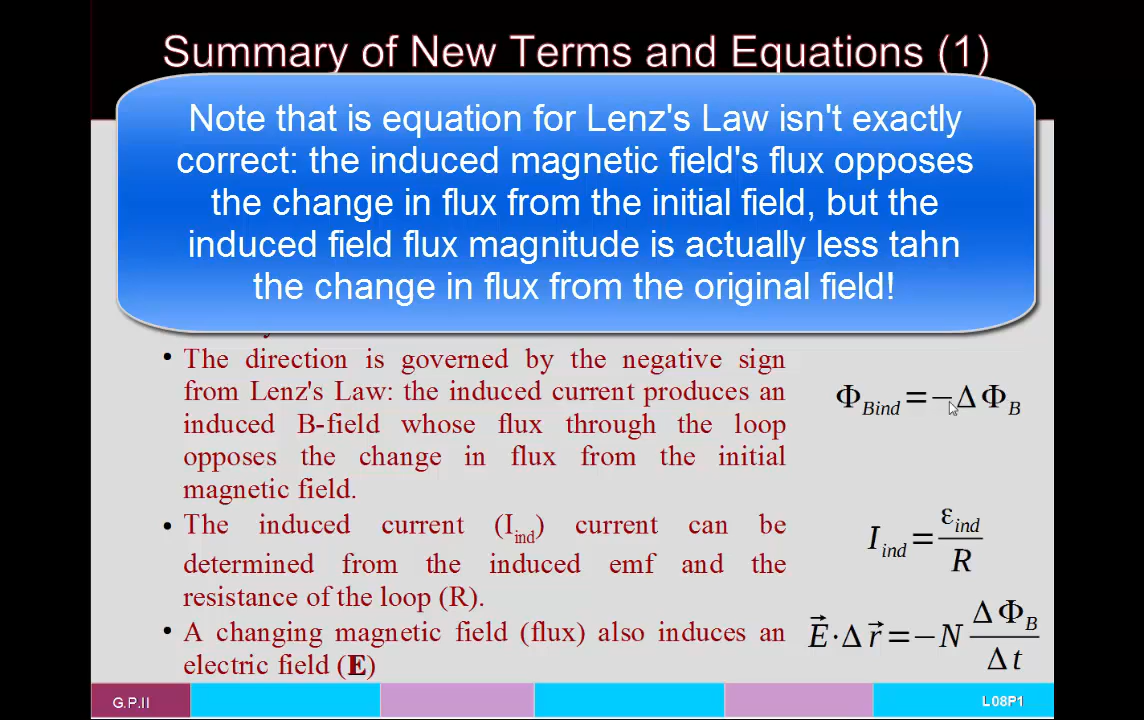 Summary of New Terms and Equations (1)
Note that is equation for Lenz's Law isn't exactly
correct: the induced magnetic field's flux opposes
the change in flux from the initial field, but the
induced field flux magnitude is actually less tahn
the change in flux from the original field!
• The direction is governed by the negative sign
from Lenz's Law: the induced current produces an
induced B-field whose flux through the loop
opposes the change in flux from the initial
magnetic field.
Φ_Bind = −Δ Φ_B
• The induced current (I_ind) current can be
determined from the induced emf and the
resistance of the loop (R).
I_ind = ε_ind / R
• A changing magnetic field (flux) also induces an
electric field (E)
E⃗ · Δ r⃗ = −N Δ Φ_B / Δ t
G.P.II
L08P1